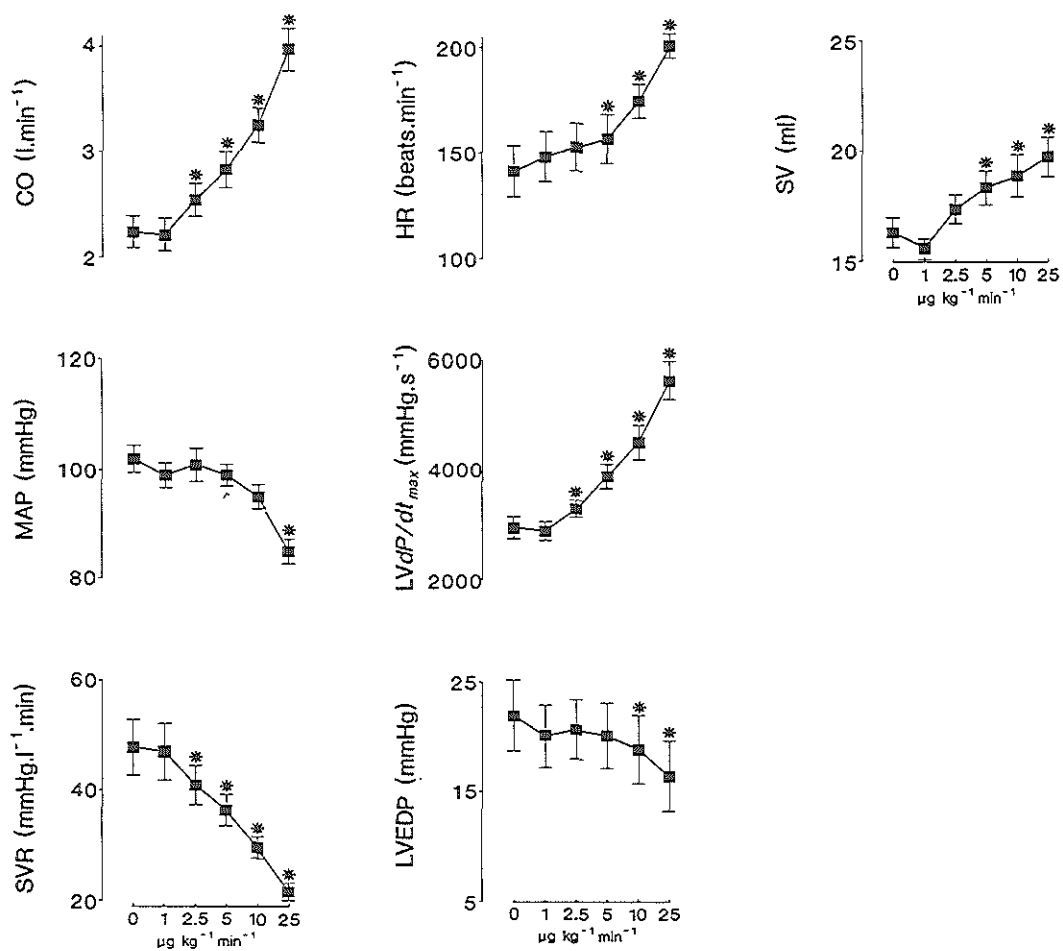 CO (l.min⁻¹)
4
3
2
HR (beats.min⁻¹)
200
150
100
SV (ml)
25
20
15
0 1 2.5 5 10 25
µg kg⁻¹ min⁻¹
MAP (mmHg)
120
100
80
LVdP/dt max (mmHg.s⁻¹)
6000
4000
2000
SVR (mmHg.l⁻¹.min)
60
40
20
0 1 2.5 5 10 25
µg kg⁻¹ min⁻¹
LVEDP (mmHg)
25
15
5
0 1 2.5 5 10 25
µg kg⁻¹ min⁻¹